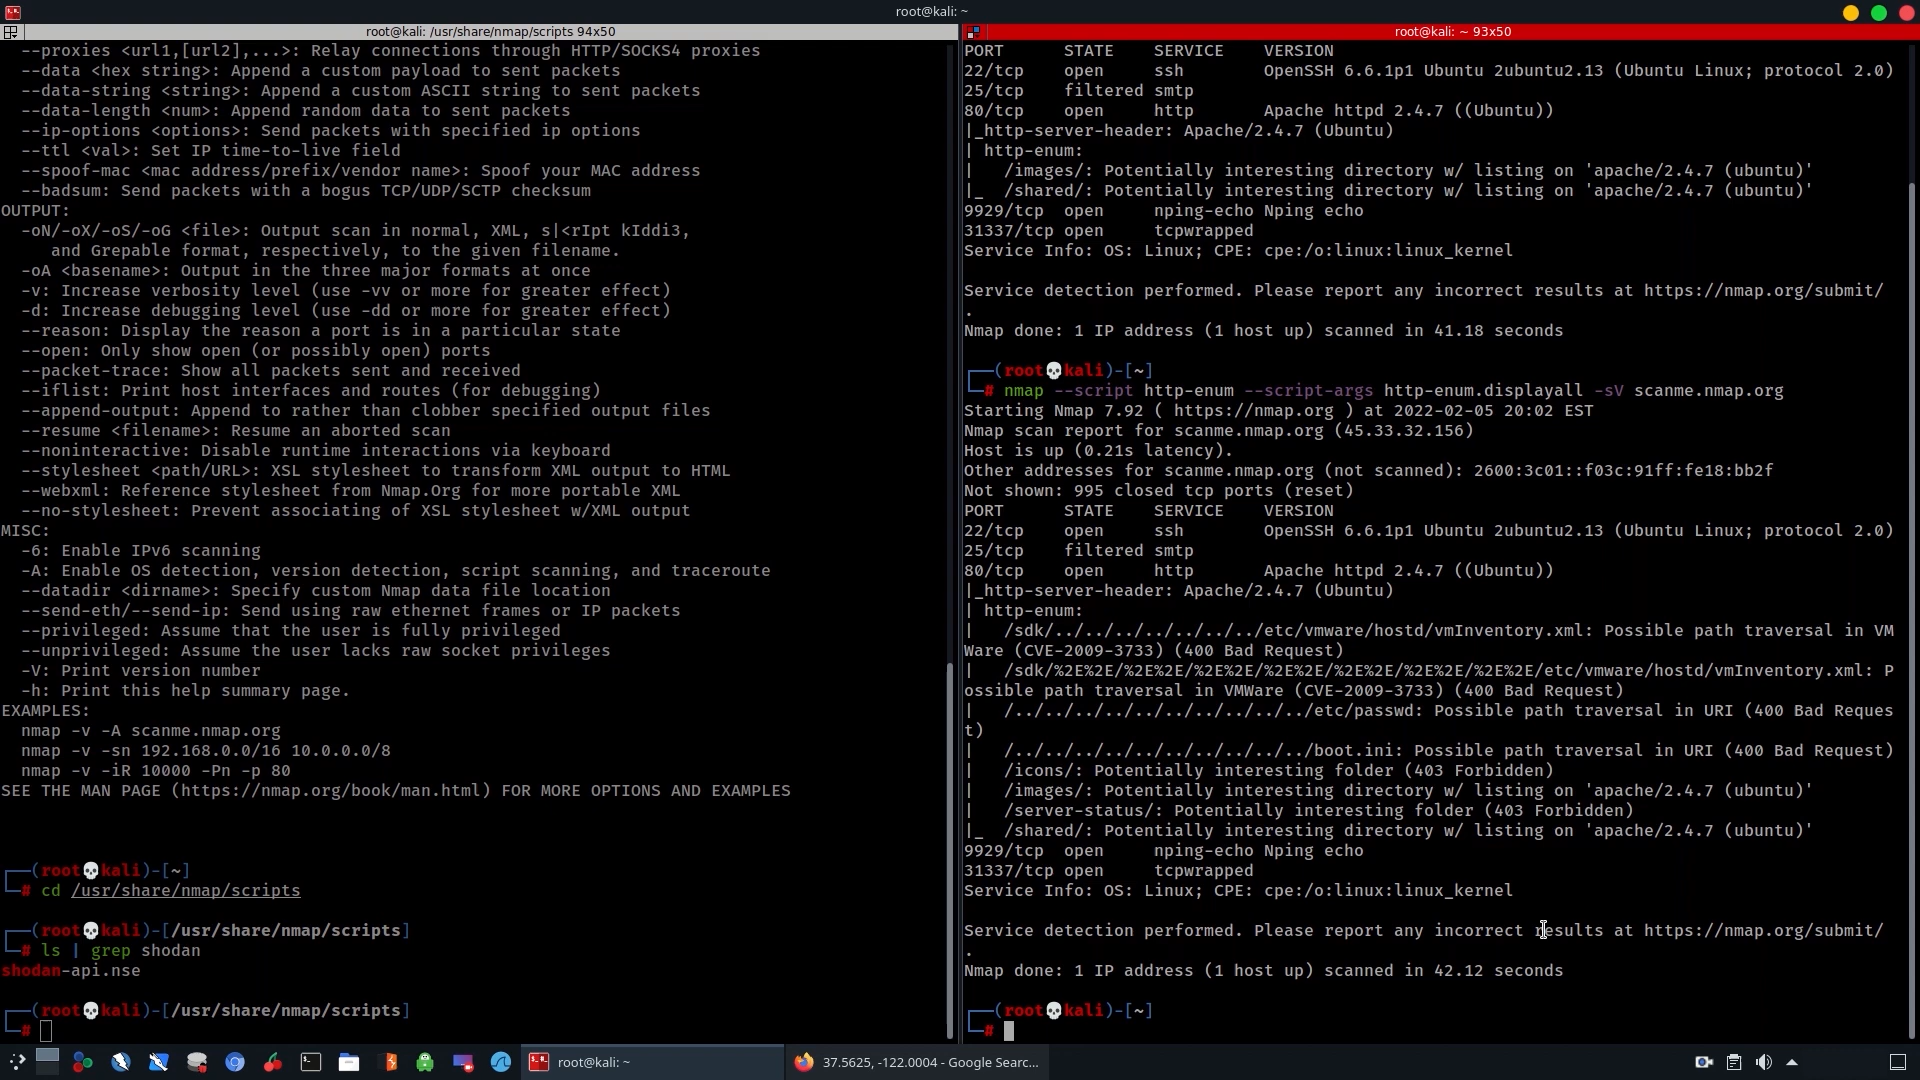 root@kali: ~
root@kali: /usr/share/nmap/scripts 94x50
--proxies <url1,[url2],...>: Relay connections through HTTP/SOCKS4 proxies
--data <hex string>: Append a custom payload to sent packets
--data-string <string>: Append a custom ASCII string to sent packets
--data-length <num>: Append random data to sent packets
--ip-options <options>: Send packets with specified ip options
--ttl <val>: Set IP time-to-live field
--spoof-mac <mac address/prefix/vendor name>: Spoof your MAC address
--badsum: Send packets with a bogus TCP/UDP/SCTP checksum
OUTPUT:
-oN/-oX/-oS/-oG <file>: Output scan in normal, XML, s|<rIpt kIddi3,
and Grepable format, respectively, to the given filename.
-oA <basename>: Output in the three major formats at once
-v: Increase verbosity level (use -vv or more for greater effect)
-d: Increase debugging level (use -dd or more for greater effect)
--reason: Display the reason a port is in a particular state
--open: Only show open (or possibly open) ports
--packet-trace: Show all packets sent and received
--iflist: Print host interfaces and routes (for debugging)
--append-output: Append to rather than clobber specified output files
--resume <filename>: Resume an aborted scan
--noninteractive: Disable runtime interactions via keyboard
--stylesheet <path/URL>: XSL stylesheet to transform XML output to HTML
--webxml: Reference stylesheet from Nmap.Org for more portable XML
--no-stylesheet: Prevent associating of XSL stylesheet w/XML output
MISC:
-6: Enable IPv6 scanning
-A: Enable OS detection, version detection, script scanning, and traceroute
--datadir <dirname>: Specify custom Nmap data file location
--send-eth/--send-ip: Send using raw ethernet frames or IP packets
--privileged: Assume that the user is fully privileged
--unprivileged: Assume the user lacks raw socket privileges
-V: Print version number
-h: Print this help summary page.
EXAMPLES:
nmap -v -A scanme.nmap.org
nmap -v -sn 192.168.0.0/16 10.0.0.0/8
nmap -v -iR 10000 -Pn -p 80
SEE THE MAN PAGE (https://nmap.org/book/man.html) FOR MORE OPTIONS AND EXAMPLES
┌──(root💀kali)-[~]
└─# cd /usr/share/nmap/scripts
┌──(root💀kali)-[/usr/share/nmap/scripts]
└─# ls | grep shodan
shodan-api.nse
┌──(root💀kali)-[/usr/share/nmap/scripts]
└─#
root@kali: ~ 93x50
PORT STATE SERVICE VERSION
22/tcp open ssh OpenSSH 6.6.1p1 Ubuntu 2ubuntu2.13 (Ubuntu Linux; protocol 2.0)
25/tcp filtered smtp
80/tcp open http Apache httpd 2.4.7 ((Ubuntu))
|_http-server-header: Apache/2.4.7 (Ubuntu)
| http-enum:
| /images/: Potentially interesting directory w/ listing on 'apache/2.4.7 (ubuntu)'
|_ /shared/: Potentially interesting directory w/ listing on 'apache/2.4.7 (ubuntu)'
9929/tcp open nping-echo Nping echo
31337/tcp open tcpwrapped
Service Info: OS: Linux; CPE: cpe:/o:linux:linux_kernel
Service detection performed. Please report any incorrect results at https://nmap.org/submit/
.
Nmap done: 1 IP address (1 host up) scanned in 41.18 seconds
┌──(root💀kali)-[~]
└─# nmap --script http-enum --script-args http-enum.displayall -sV scanme.nmap.org
Starting Nmap 7.92 ( https://nmap.org ) at 2022-02-05 20:02 EST
Nmap scan report for scanme.nmap.org (45.33.32.156)
Host is up (0.21s latency).
Other addresses for scanme.nmap.org (not scanned): 2600:3c01::f03c:91ff:fe18:bb2f
Not shown: 995 closed tcp ports (reset)
PORT STATE SERVICE VERSION
22/tcp open ssh OpenSSH 6.6.1p1 Ubuntu 2ubuntu2.13 (Ubuntu Linux; protocol 2.0)
25/tcp filtered smtp
80/tcp open http Apache httpd 2.4.7 ((Ubuntu))
|_http-server-header: Apache/2.4.7 (Ubuntu)
| http-enum:
| /sdk/../../../../../../../etc/vmware/hostd/vmInventory.xml: Possible path traversal in VM
Ware (CVE-2009-3733) (400 Bad Request)
| /sdk/%2E%2E/%2E%2E/%2E%2E/%2E%2E/%2E%2E/%2E%2E/%2E%2E/etc/vmware/hostd/vmInventory.xml: P
ossible path traversal in VMWare (CVE-2009-3733) (400 Bad Request)
| /../../../../../../../../../../etc/passwd: Possible path traversal in URI (400 Bad Reques
t)
| /../../../../../../../../../../boot.ini: Possible path traversal in URI (400 Bad Request)
| /icons/: Potentially interesting folder (403 Forbidden)
| /images/: Potentially interesting directory w/ listing on 'apache/2.4.7 (ubuntu)'
| /server-status/: Potentially interesting folder (403 Forbidden)
|_ /shared/: Potentially interesting directory w/ listing on 'apache/2.4.7 (ubuntu)'
9929/tcp open nping-echo Nping echo
31337/tcp open tcpwrapped
Service Info: OS: Linux; CPE: cpe:/o:linux:linux_kernel
Service detection performed. Please report any incorrect results at https://nmap.org/submit/
.
Nmap done: 1 IP address (1 host up) scanned in 42.12 seconds
┌──(root💀kali)-[~]
└─#
root@kali: ~
37.5625, -122.0004 - Google Searc...